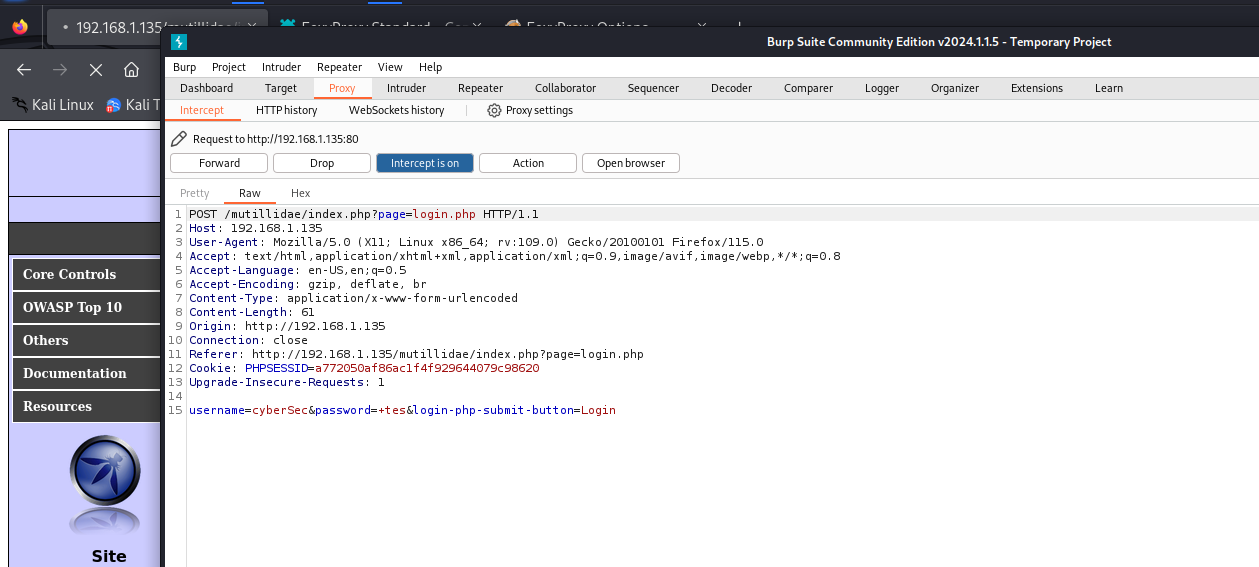 192.168.1.135/mutillidae/
FoxyProxy Standard
FoxyProxy Options
Burp Suite Community Edition v2024.1.1.5 - Temporary Project
Burp Project Intruder Repeater View Help
Dashboard Target Proxy Intruder Repeater Collaborator Sequencer Decoder Comparer Logger Organizer Extensions Learn
Intercept HTTP history WebSockets history Proxy settings
Kali Linux Kali T
Request to http://192.168.1.135:80
Forward Drop Intercept is on Action Open browser
Pretty Raw Hex
1 POST /mutillidae/index.php?page=login.php HTTP/1.1
2 Host: 192.168.1.135
3 User-Agent: Mozilla/5.0 (X11; Linux x86_64; rv:109.0) Gecko/20100101 Firefox/115.0
4 Accept: text/html,application/xhtml+xml,application/xml;q=0.9,image/avif,image/webp,*/*;q=0.8
5 Accept-Language: en-US,en;q=0.5
6 Accept-Encoding: gzip, deflate, br
7 Content-Type: application/x-www-form-urlencoded
8 Content-Length: 61
9 Origin: http://192.168.1.135
10 Connection: close
11 Referer: http://192.168.1.135/mutillidae/index.php?page=login.php
12 Cookie: PHPSESSID=a772050af86ac1f4f929644079c98620
13 Upgrade-Insecure-Requests: 1
14
15 username=cyberSec&password=+tes&login-php-submit-button=Login
Core Controls
OWASP Top 10
Others
Documentation
Resources
Site